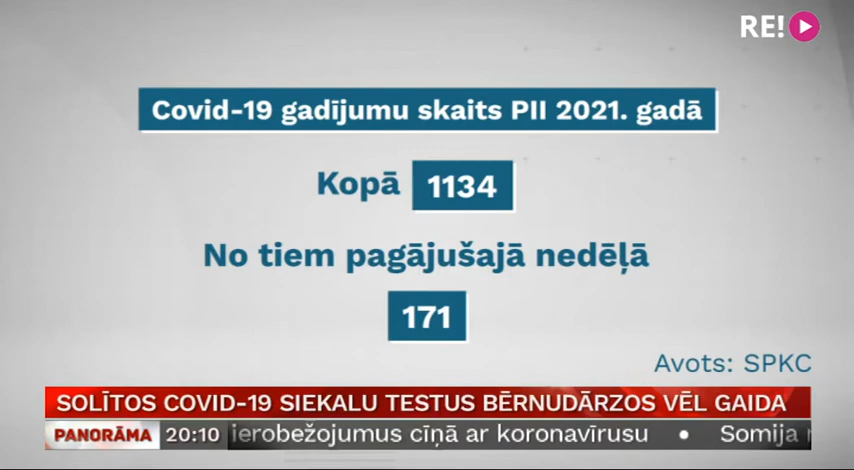 RE!
Covid-19 gadījumu skaits PII 2021. gadā
Kopā 1134
No tiem pagājušajā nedēļā
171
Avots: SPKC
SOLĪTOS COVID-19 SIEKALU TESTUS BĒRNUDĀRZOS VĒL GAIDA
PANORĀMA 20:10 ierobežojumus cīņā ar koronavīrusu • Somija